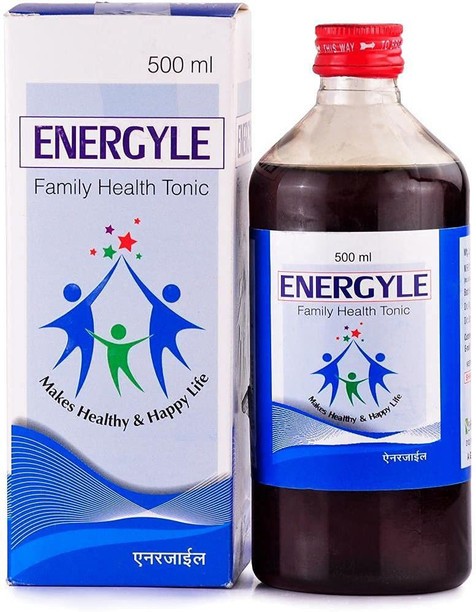 500 ml
ENERGYLE
Family Health Tonic
Makes Healthy & Happy Life
एनरजाईल
THIS WAY
500 ml
ENERGYLE
Family Health Tonic
Makes Healthy & Happy Life
एनरजाईल